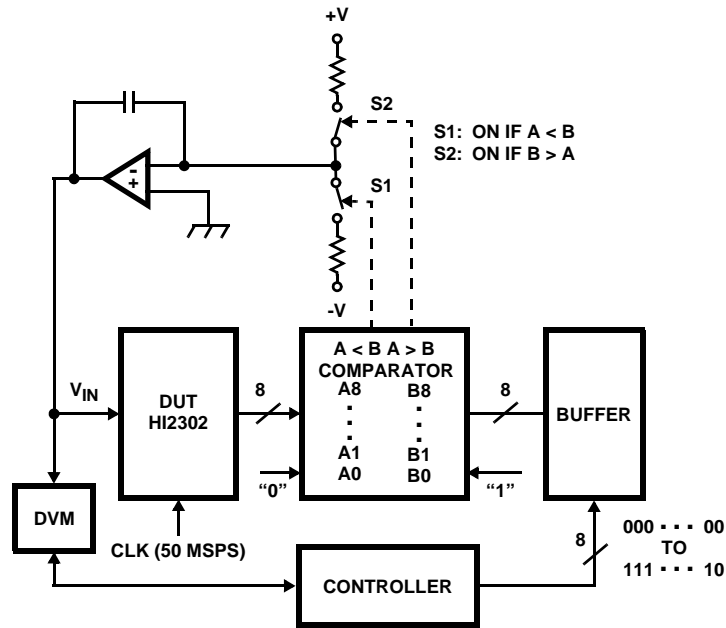 +V
S2
S1: ON IF A < B
S2: ON IF B > A
-
+
S1
-V
A < B A > B
COMPARATOR
DUT
HI2302
8
A8
B8
8
BUFFER
VIN
A1
B1
A0
B0
"0"
"1"
DVM
CLK (50 MSPS)
CONTROLLER
8
000 · · · 00
TO
111 · · · 10